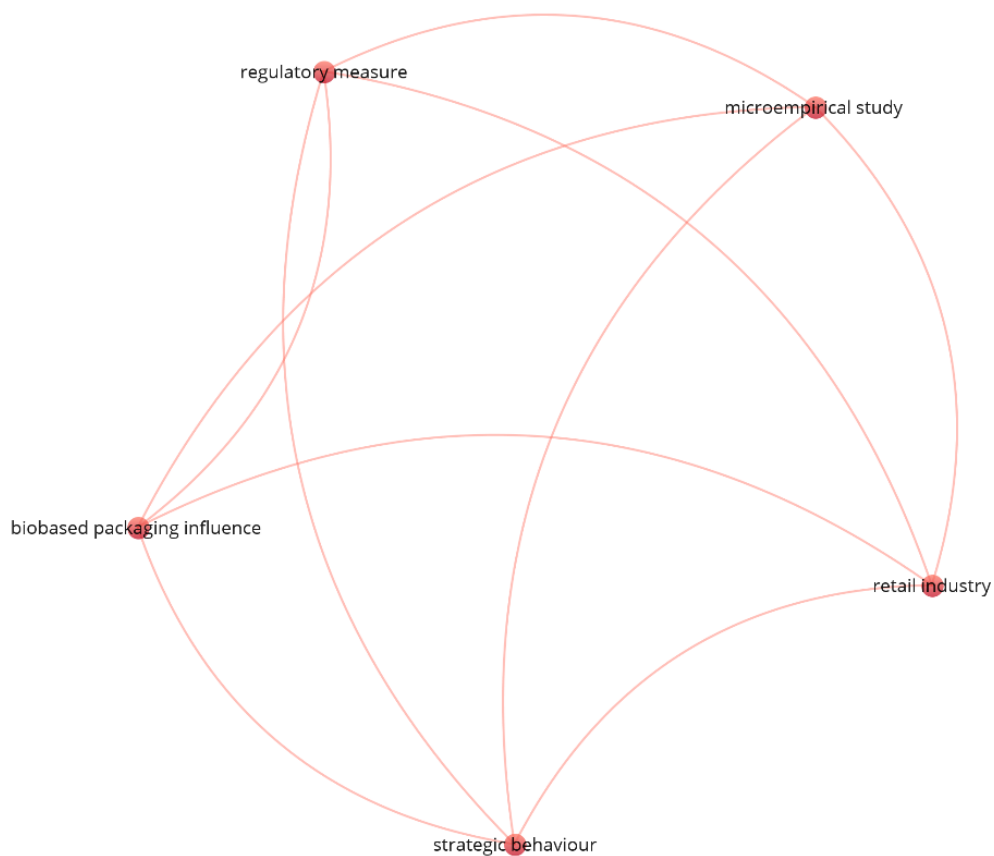 regulatory measure
microempirical study
biobased packaging influence
retail industry
strategic behaviour